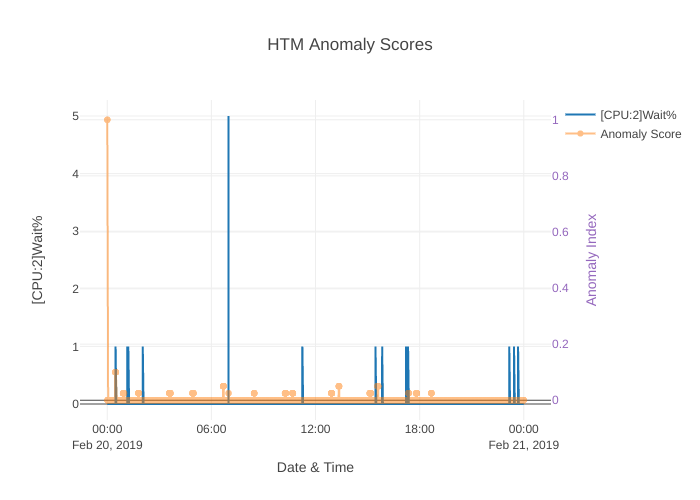 HTM Anomaly Scores
[CPU:2]Wait%
Anomaly Score
5
4
3
2
1
0
[CPU:2]Wait%
1
0.8
0.6
0.4
0.2
0
Anomaly Index
00:00 06:00 12:00 18:00 00:00
Feb 20, 2019 Feb 21, 2019
Date & Time